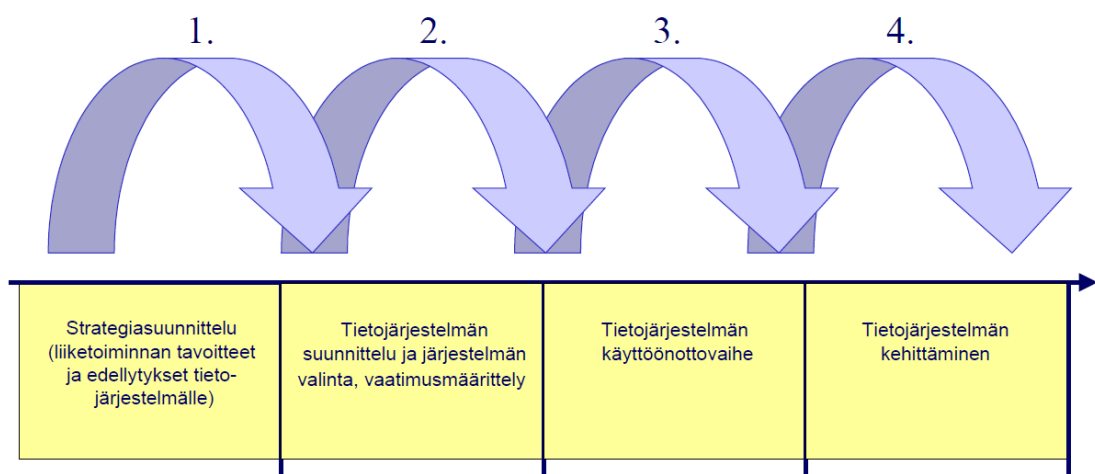 1.
2.
3.
4.
Strategiasuunnittelu
(liiketoiminnan tavoitteet
ja edellytykset tieto-
järjestelmälle)
Tietojärjestelmän
suunnittelu ja järjestelmän
valinta, vaatimusmäärittely
Tietojärjestelmän
käyttöönottovaihe
Tietojärjestelmän
kehittäminen